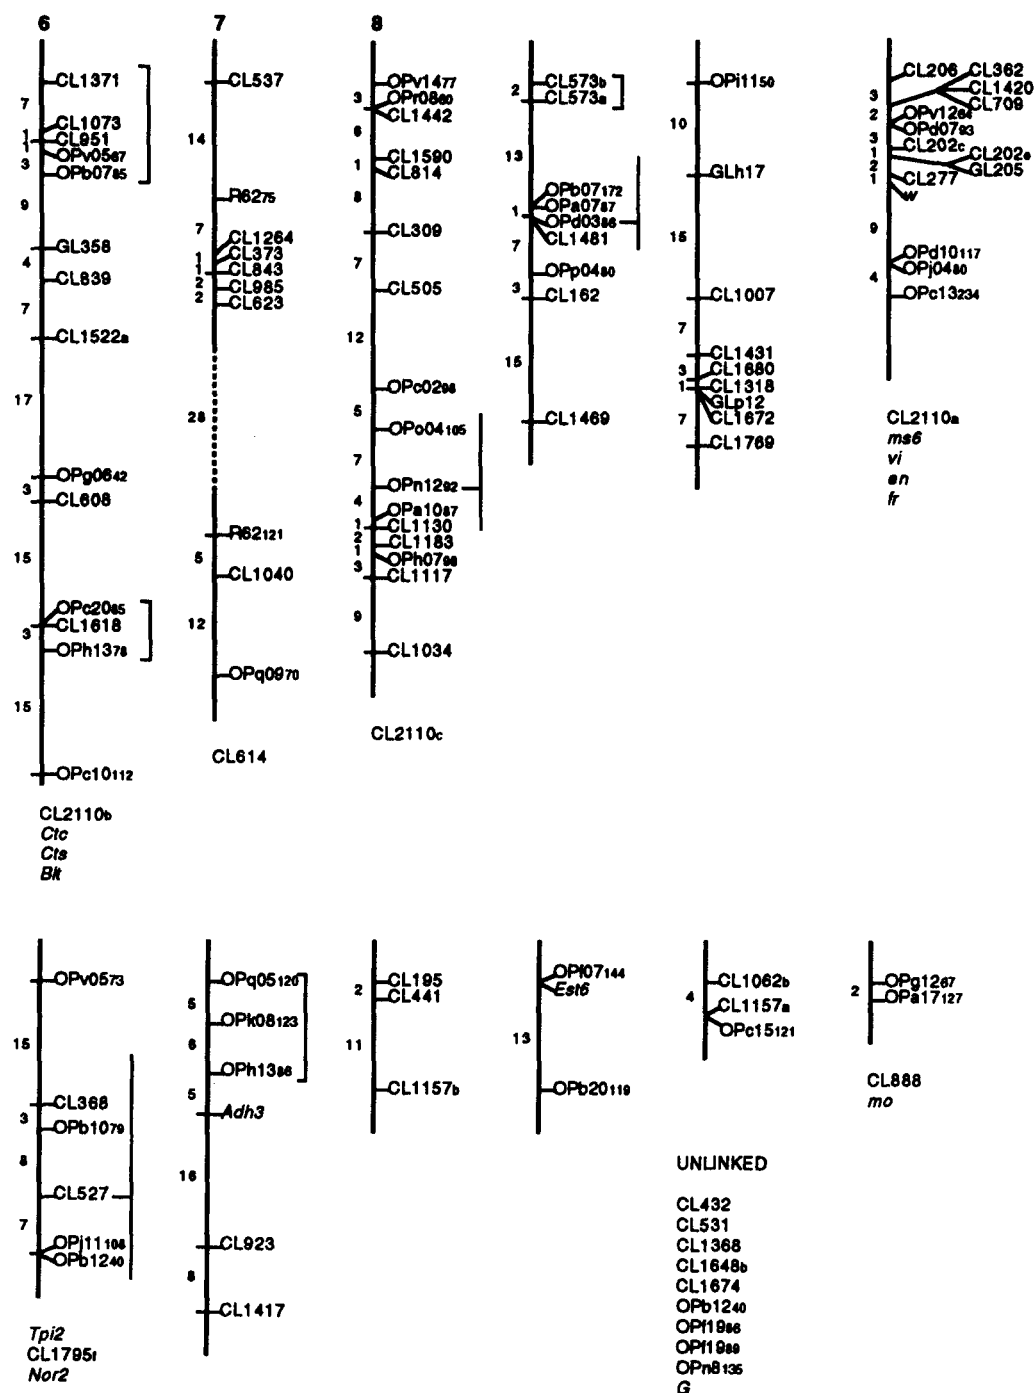 6
CL1371
7
CL1073
1
CL951
1
OPv0567
3
OPb0785
9
GL358
4
CL839
7
CL1522a
17
OPg0642
3
CL608
15
OPc2085
CL1618
3
OPh1378
15
OPc10112
CL2110b
Ctc
Cts
Blt
7
CL537
14
R6275
7
CL1264
1
CL373
1
CL843
2
CL985
2
CL623
28
R62121
5
CL1040
12
OPq0970
CL614
8
OPv1477
3
OPr0860
CL1442
6
CL1590
1
CL814
8
CL309
7
CL505
12
OPc0298
5
OPo04105
7
OPn1292
4
OPa1087
1
CL1130
2
CL1183
1
OPh0798
3
CL1117
9
CL1034
CL2110c
CL573b
2
CL573a
13
OPb07172
OPa0787
1
OPd0386
CL1481
7
OPp0480
3
CL162
15
CL1469
OPi1150
10
GLh17
15
CL1007
7
CL1431
3
CL1680
1
CL1318
GLp12
CL1672
7
CL1769
CL206
CL362
CL1420
3
CL709
2
OPv1264
OPd0793
3
CL202c
1
CL202e
2
GL205
1
CL277
w
9
OPd10117
OPj0480
4
OPc13234
CL2110a
ms6
vi
an
fr
OPv0573
15
CL368
3
OPb1079
8
CL527
7
OPj11108
OPb1240
Tpi2
CL1795f
Nor2
OPq05120
5
OPk08123
6
OPh1386
5
Adh3
16
CL923
8
CL1417
CL195
2
CL441
11
CL1157b
OPf07144
Est6
13
OPb20119
CL1062b
4
CL1157a
OPc15121
OPg1267
2
OPa17127
CL888
mo
UNLINKED
CL432
CL531
CL1368
CL1648b
CL1674
OPb1240
OPf1986
OPf1989
OPn8135
G